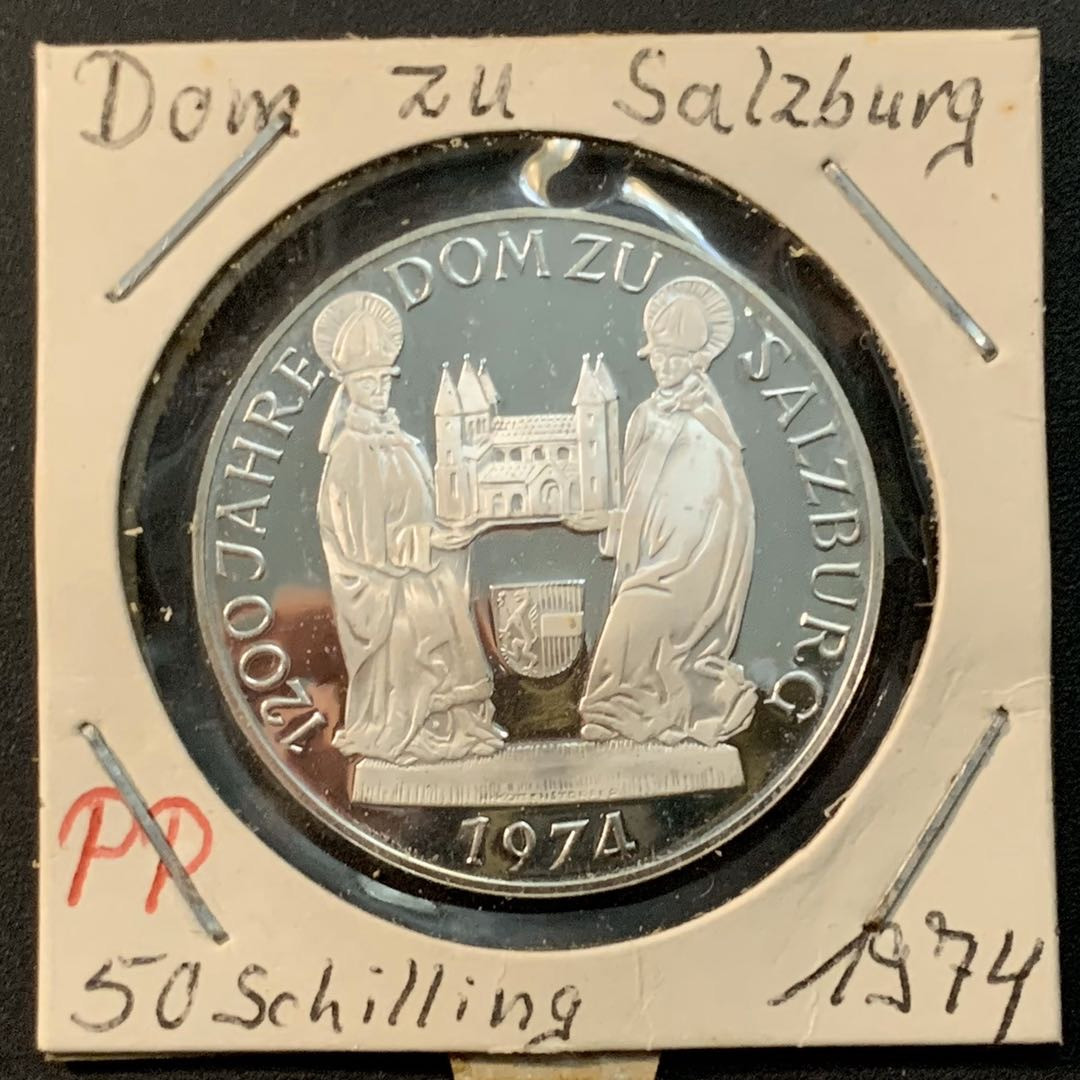 Dom zu Salzburg
1200 JAHRE DOM ZU SALZBURG
1974
PP
50 Schilling 1974